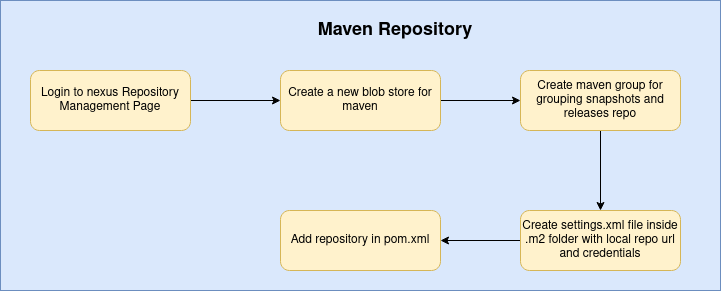 Maven Repository
Login to nexus Repository
Management Page
Create a new blob store for
maven
Create maven group for
grouping snapshots and
releases repo
Create settings.xml file inside
.m2 folder with local repo url
and credentials
Add repository in pom.xml